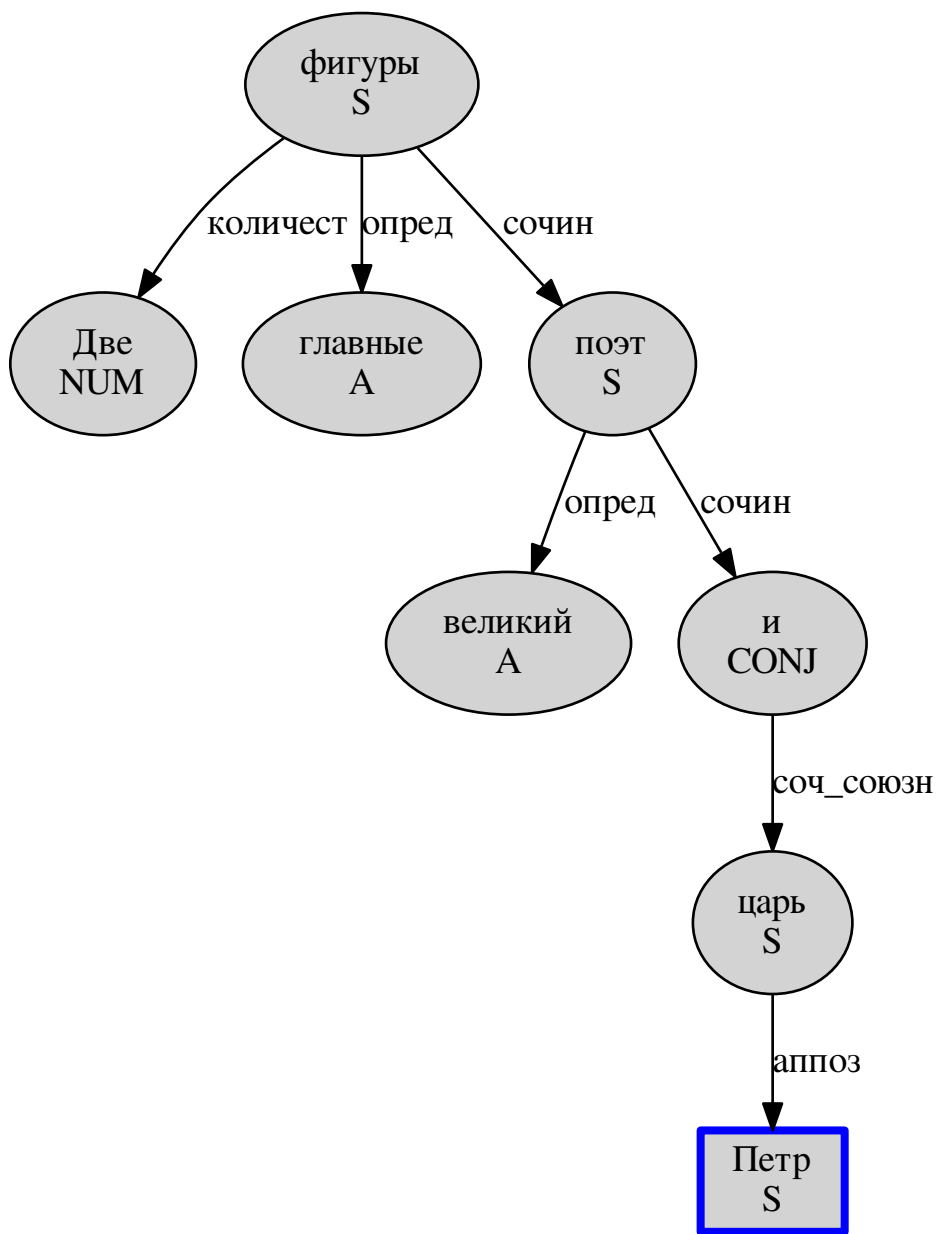 фигуры
S
количест
опред
сочин
Две
NUM
главные
A
поэт
S
опред
сочин
великий
A
и
CONJ
соч_союзн
царь
S
аппоз
Петр
S